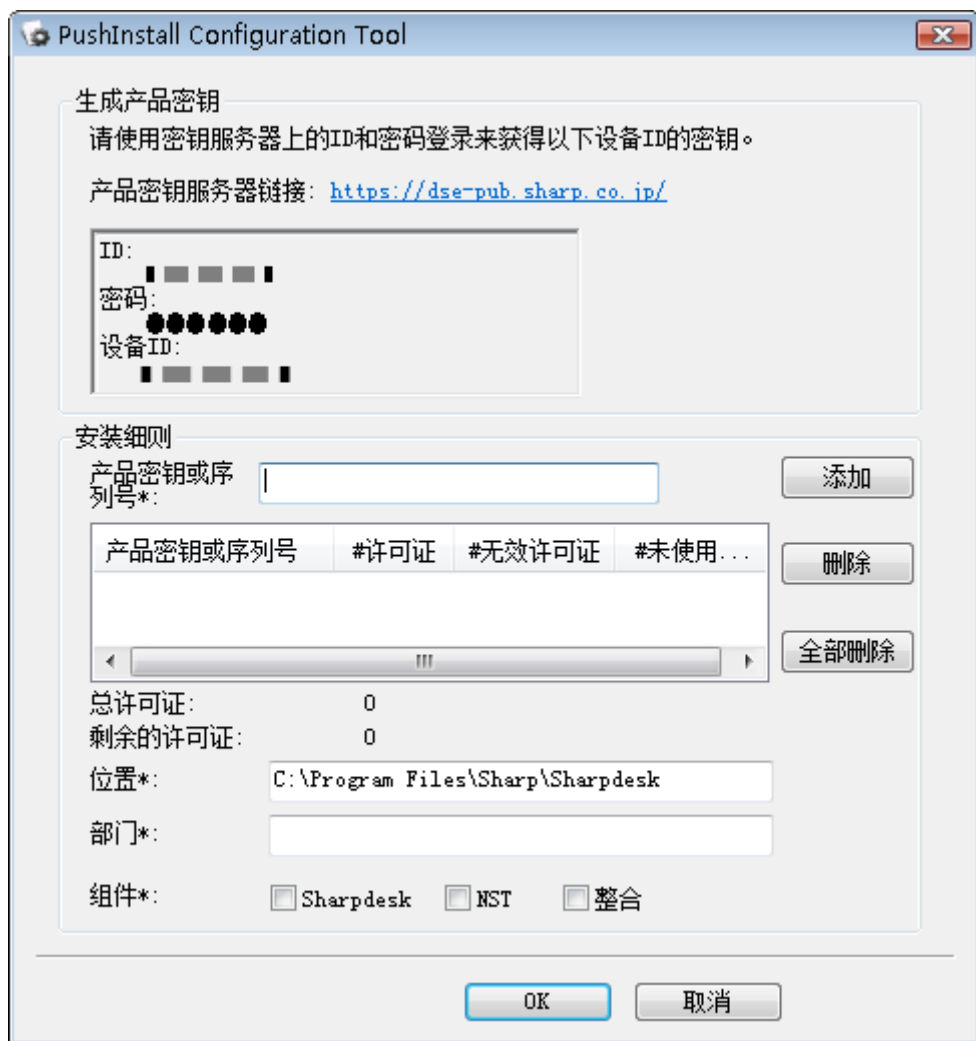 PushInstall Configuration Tool
生成产品密钥
请使用密钥服务器上的ID和密码登录来获得以下设备ID的密钥。
产品密钥服务器链接: https://dse-pub.sharp.co.jp/
ID:
密码:
设备ID:
安装细则
产品密钥或序
列号*:
添加
产品密钥或序列号 #许可证 #无效许可证 #未使用...
删除
全部删除
总许可证: 0
剩余的许可证: 0
位置*: C:\Program Files\Sharp\Sharpdesk
部门*:
组件*: Sharpdesk NST 整合
OK 取消